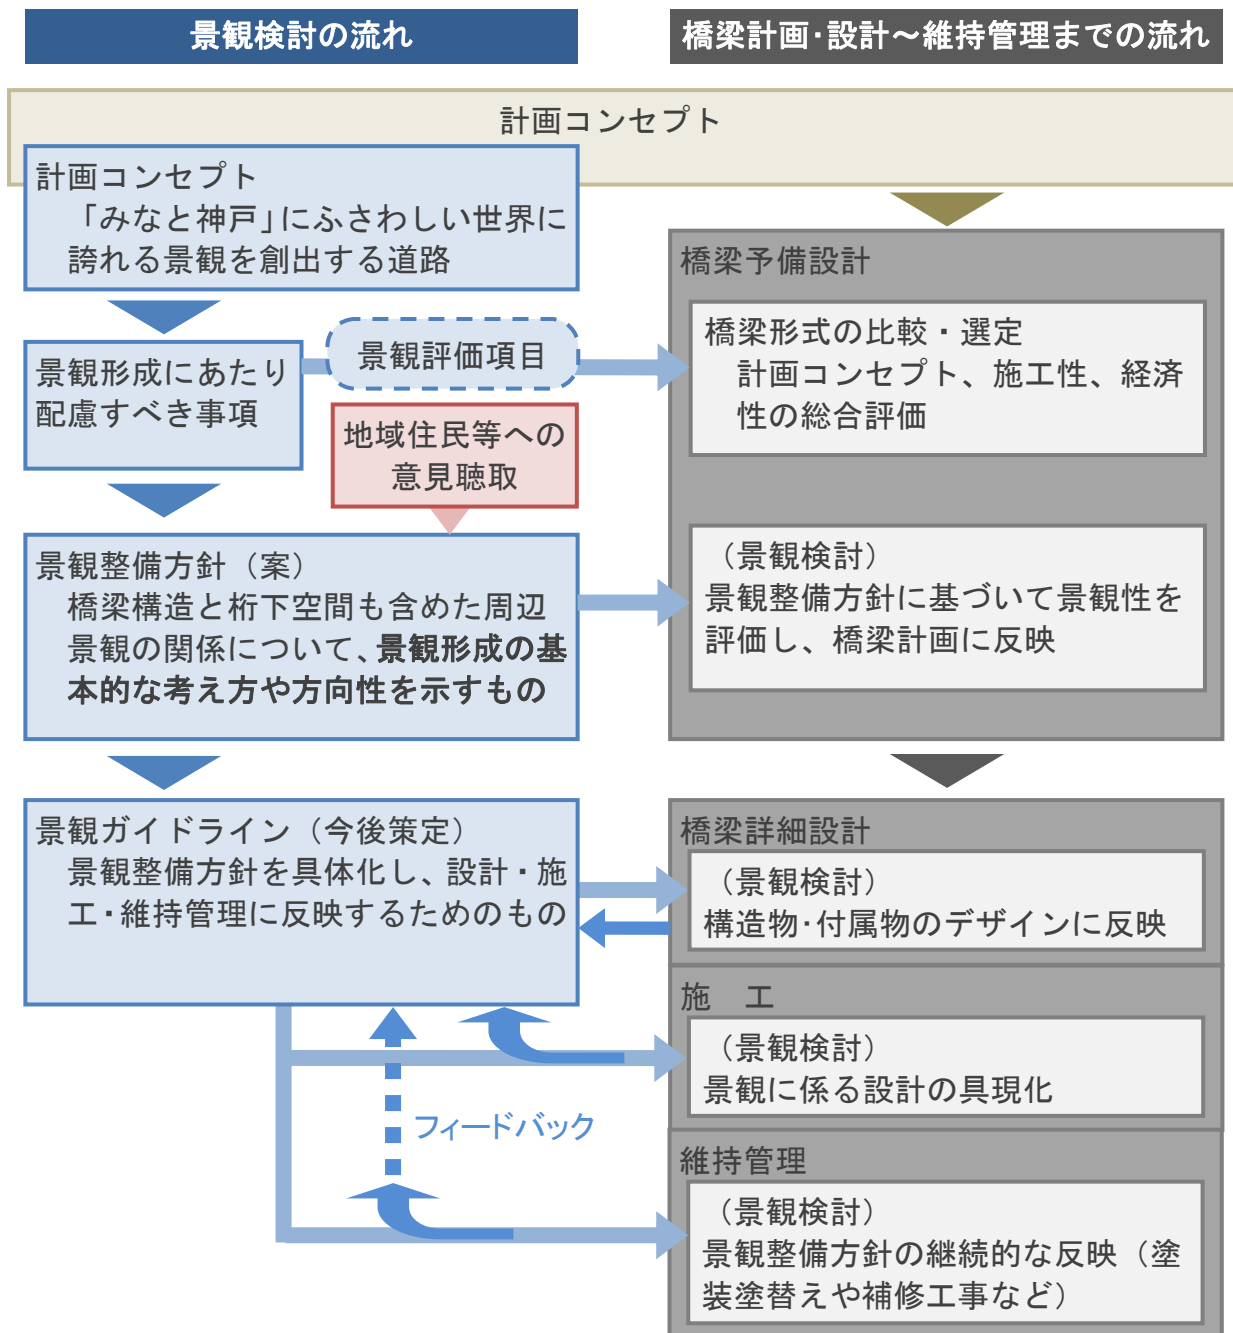 景観検討の流れ
橋梁計画・設計～維持管理までの流れ
計画コンセプト
計画コンセプト
「みなと神戸」にふさわしい世界に
誇れる景観を創出する道路
景観形成にあたり
配慮すべき事項
景観評価項目
地域住民等への
意見聴取
景観整備方針（案）
橋梁構造と桁下空間も含めた周辺
景観の関係について、景観形成の基
本的な考え方や方向性を示すもの
景観ガイドライン（今後策定）
景観整備方針を具体化し、設計・施
工・維持管理に反映するためのもの
フィードバック
橋梁予備設計
橋梁形式の比較・選定
計画コンセプト、施工性、経済
性の総合評価
（景観検討）
景観整備方針に基づいて景観性を
評価し、橋梁計画に反映
橋梁詳細設計
（景観検討）
構造物・付属物のデザインに反映
施　工
（景観検討）
景観に係る設計の具現化
維持管理
（景観検討）
景観整備方針の継続的な反映（塗
装塗替えや補修工事など）